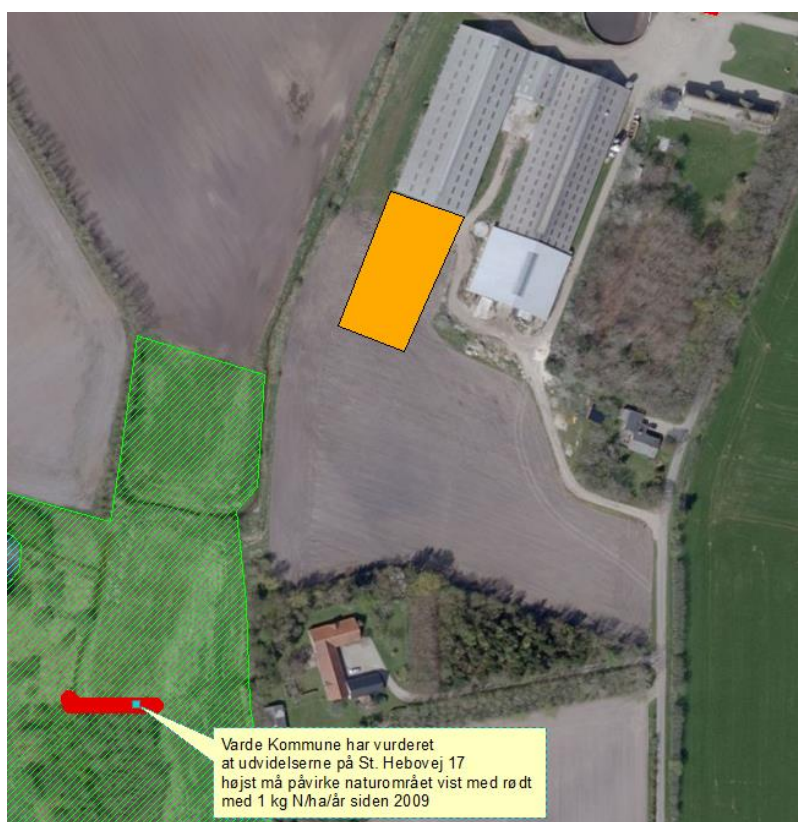 Varde Kommune har vurderet
at udvidelserne på St. Hebovej 17
højst må påvirke naturområdet vist med rødt
med 1 kg N/ha/år siden 2009